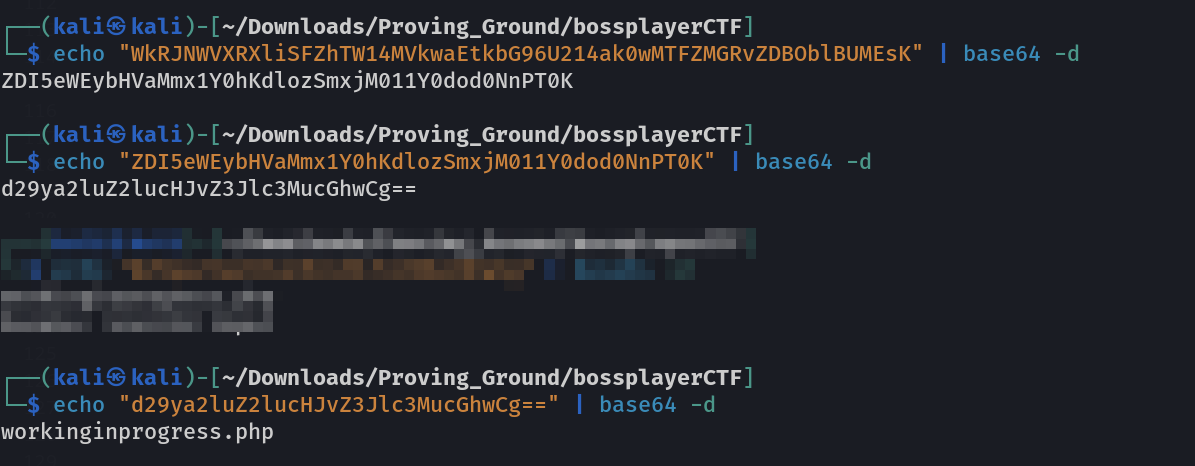 ┌──(kali㉿kali)-[~/Downloads/Proving_Ground/bossplayerCTF]
└─$ echo "WkRJNWVXRXliSFZhTW14MVkwaEtkbG96U214ak0wMTFZMGRvZDBOblBUMEsK" | base64 -d
ZDI5eWEybHVaMmx1Y0hKdlozSmxjM011Y0dod0NnPT0K
┌──(kali㉿kali)-[~/Downloads/Proving_Ground/bossplayerCTF]
└─$ echo "ZDI5eWEybHVaMmx1Y0hKdlozSmxjM011Y0dod0NnPT0K" | base64 -d
d29ya2luZ2lucHJvZ3Jlc3MucGhwCg==
┌──(kali㉿kali)-[~/Downloads/Proving_Ground/bossplayerCTF]
└─$ echo "d29ya2luZ2lucHJvZ3Jlc3MucGhwCg==" | base64 -d
workinginprogress.php